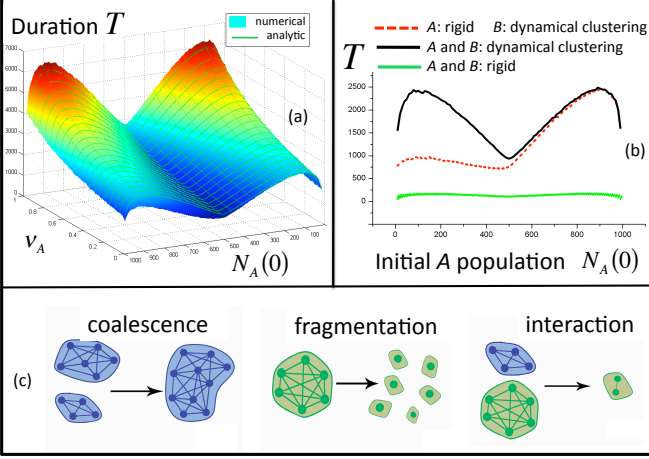 Duration T
numerical
analytic
7000
6000
5000
4000
3000
2000
1000
0
(a)
1
0.8
0.6
0.4
0.2
0
ν_A
1000 900 800 700 600 500 400 300 200 100
N_A(0)
A: rigid B: dynamical clustering
A and B: dynamical clustering
A and B: rigid
T
2500
2000
1500
1000
500
0
(b)
0 200 400 600 800 1000
Initial A population N_A(0)
coalescence fragmentation interaction
(c)